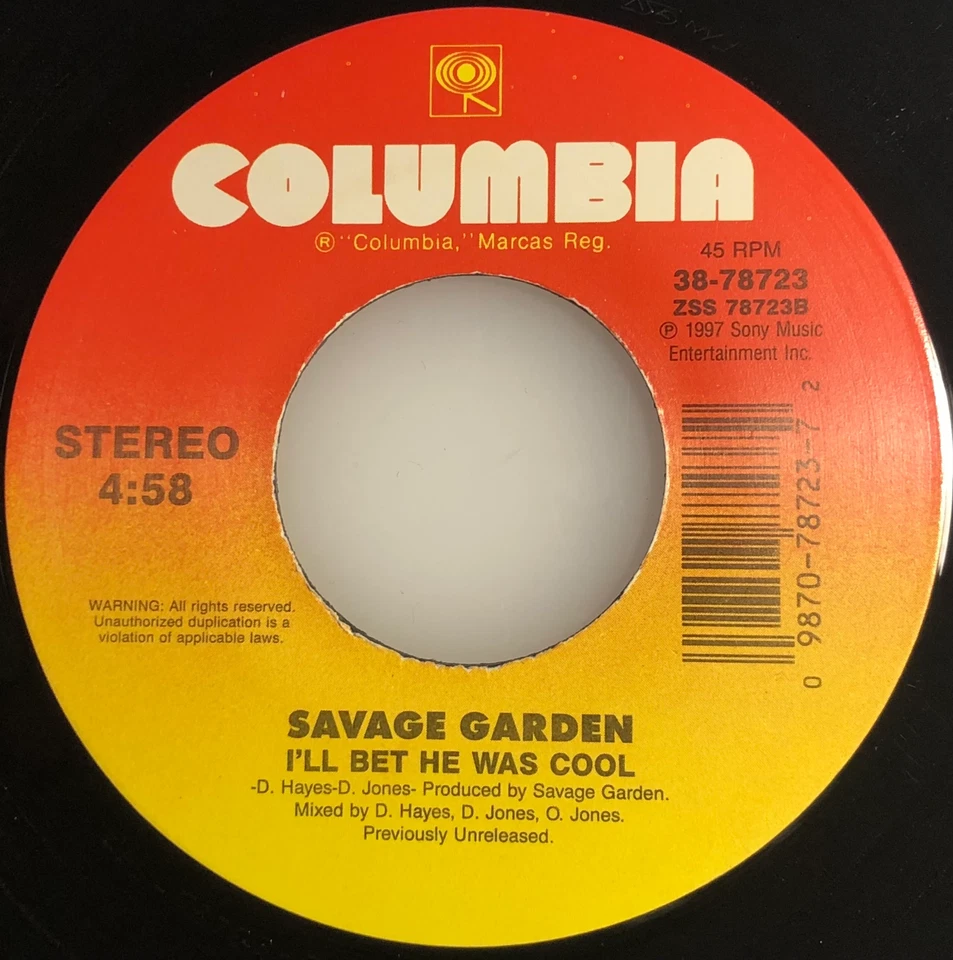 COLUMBIA
® "Columbia," Marcas Reg.
45 RPM
38-78723
ZSS 78723B
℗ 1997 Sony Music
Entertainment Inc.
STEREO
4:58
0 9870-78723-7 2
WARNING: All rights reserved.
Unauthorized duplication is a
violation of applicable laws.
SAVAGE GARDEN
I'LL BET HE WAS COOL
-D. Hayes-D. Jones- Produced by Savage Garden.
Mixed by D. Hayes, D. Jones, O. Jones.
Previously Unreleased.